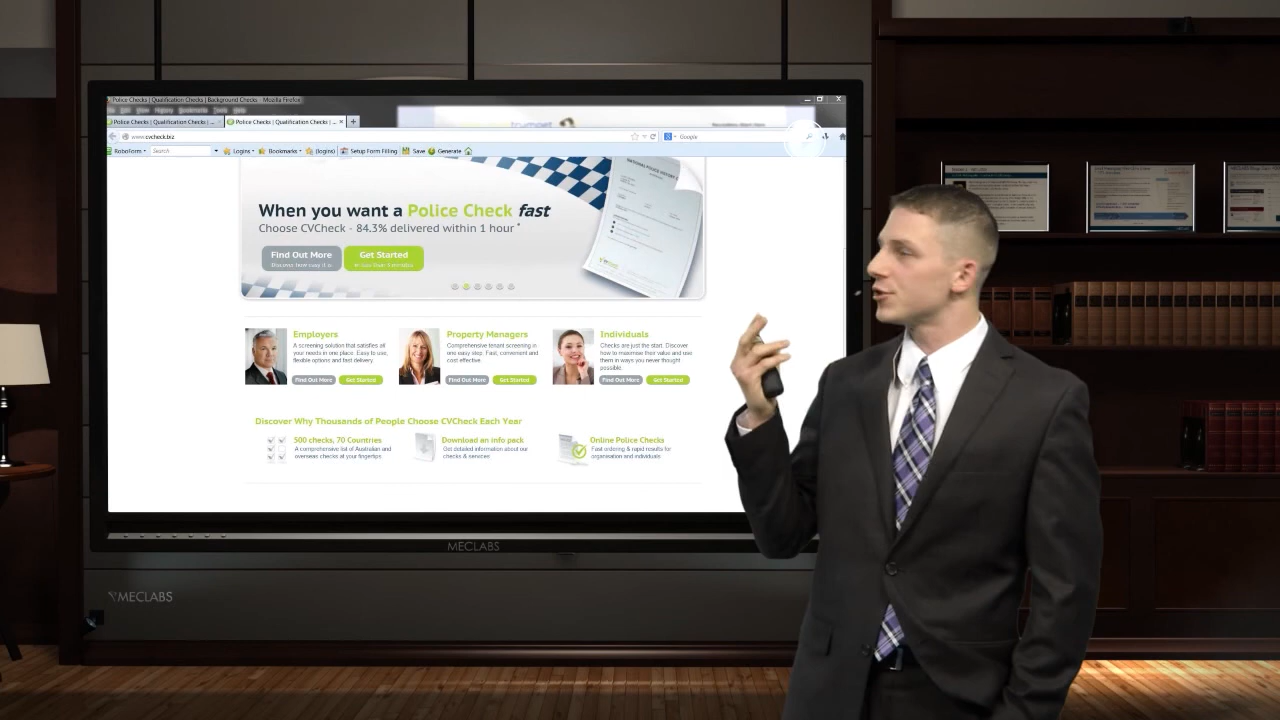 Police Checks | Qualification Checks | Background Checks - Mozilla Firefox
Police Checks | Qualification Checks | ...
Police Checks | Qualification Checks, | ...
www.cvcheck.biz
Google
RoboForm
Search
Logins
Bookmarks
(logins)
Setup Form Filling
Save
Generate
When you want a Police Check fast
Choose CVCheck - 84.3% delivered within 1 hour*
Find Out More
Get Started
Discover how easy it is
Employers
A screening solution that satisfies all
your needs in one place. Easy to use,
flexible options and fast delivery.
Find Out More
Get Started
Property Managers
Comprehensive tenant screening in
one easy step. Fast, convenient and
cost effective.
Find Out More
Get Started
Individuals
Checks are just the start. Discover
how to maximise their value and use
them in ways you never thought
possible.
Find Out More
Get Started
Discover Why Thousands of People Choose CVCheck Each Year
500 checks, 70 Countries
A comprehensive list of Australian and
overseas checks at your fingertips.
Download an info pack
Get detailed information about our
checks & services
Online Police Checks
Fast ordering & rapid results for
organisation and individuals
MECLABS
MECLABS